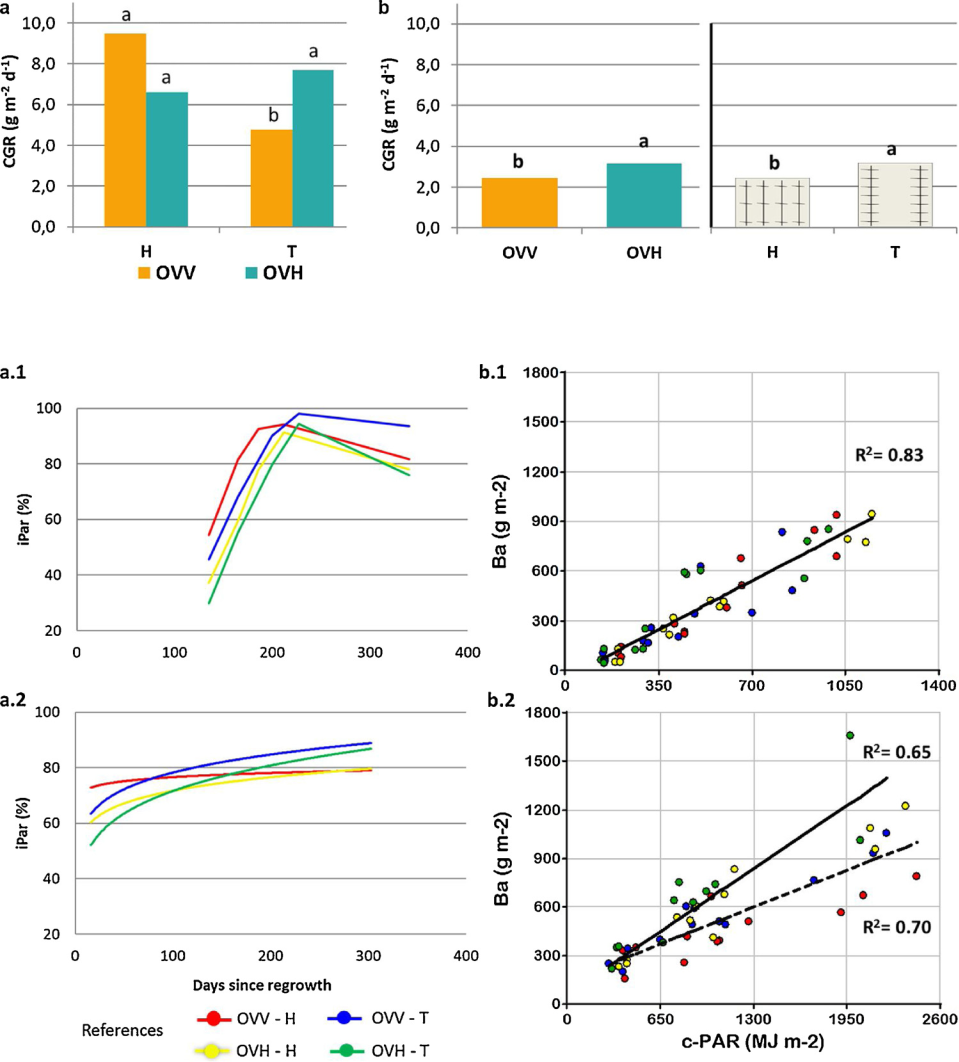 a
b
10,0
8,0
6,0
4,0
2,0
0,0
CGR (g m⁻² d⁻¹)
a
a
b
a
H
T
OVV
OVH
10,0
8,0
6,0
4,0
2,0
0,0
CGR (g m⁻² d⁻¹)
b
a
b
a
OVV
OVH
H
T
a.1
100
80
60
40
20
iPar (%)
0
100
200
300
400
b.1
1800
1500
1200
900
600
300
0
Ba (g m-2)
R²= 0.83
0
350
700
1050
1400
a.2
100
80
60
40
20
iPar (%)
0
100
200
300
400
Days since regrowth
b.2
1800
1500
1200
900
600
300
0
Ba (g m-2)
R²= 0.65
R²= 0.70
0
650
1300
1950
2600
c-PAR (MJ m-2)
References
OVV - H
OVV - T
OVH - H
OVH - T